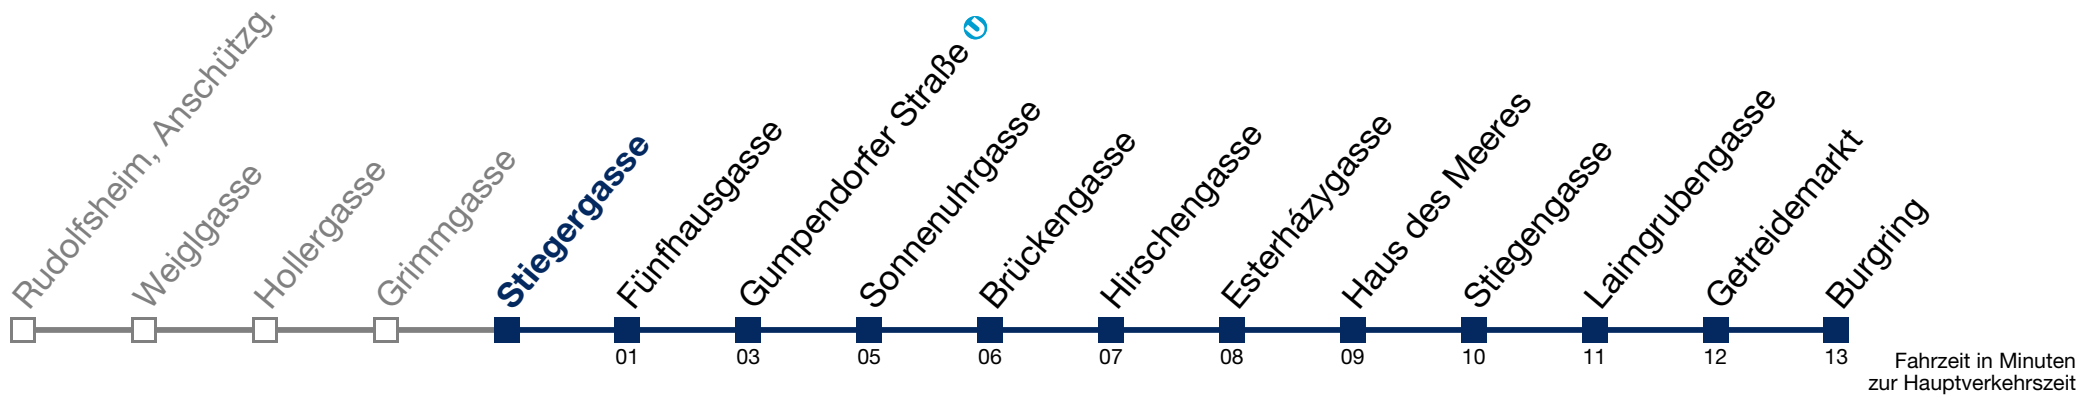 Rudolfsheim, Anschützg.
Weiglgasse
Hollergasse
Grimmgasse
Stiegergasse
Fünfhausgasse
Gumpendorfer Straße U
Sonnenuhrgasse
Brückengasse
Hirschengasse
Esterházygasse
Haus des Meeres
Stiegengasse
Laimgrubengasse
Getreidemarkt
Burgring
01 03 05 06 07 08 09 10 11 12 13
Fahrzeit in Minuten
zur Hauptverkehrszeit